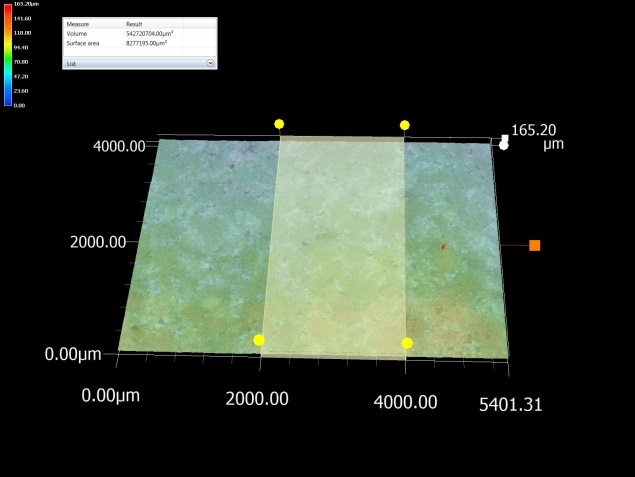 165.20μm
141.60
118.00
94.40
70.80
47.20
23.60
0.00
Measure Result
Volume 542720704.00μm³
Surface area 8277195.00μm²
List
165.20
μm
4000.00
2000.00
0.00μm
0.00μm 2000.00 4000.00 5401.31